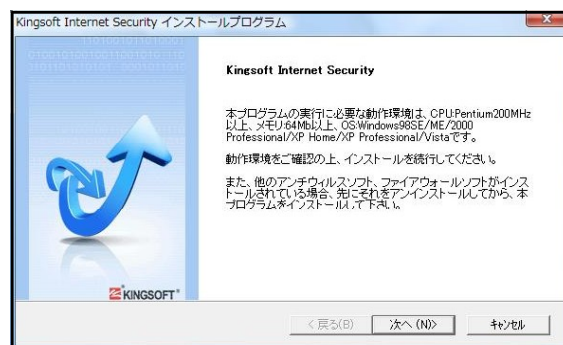 Kingsoft Internet Security インストールプログラム
Kingsoft Internet Security
本プログラムの実行に必要な動作環境は、CPU:Pentium200MHz
以上、メモリ:64Mb以上、OS:Windows98SE/ME/2000
Professional/XP Home/XP Professional/Vistaです。
動作環境をご確認の上、インストールを続行してください。
また、他のアンチウィルスソフト、ファイアウォールソフトがインス
トールされている場合、先にそれをアンインストールしてから、本
プログラムをインストールして下さい。
KINGSOFT
<戻る(B)
次へ(N)>
キャンセル